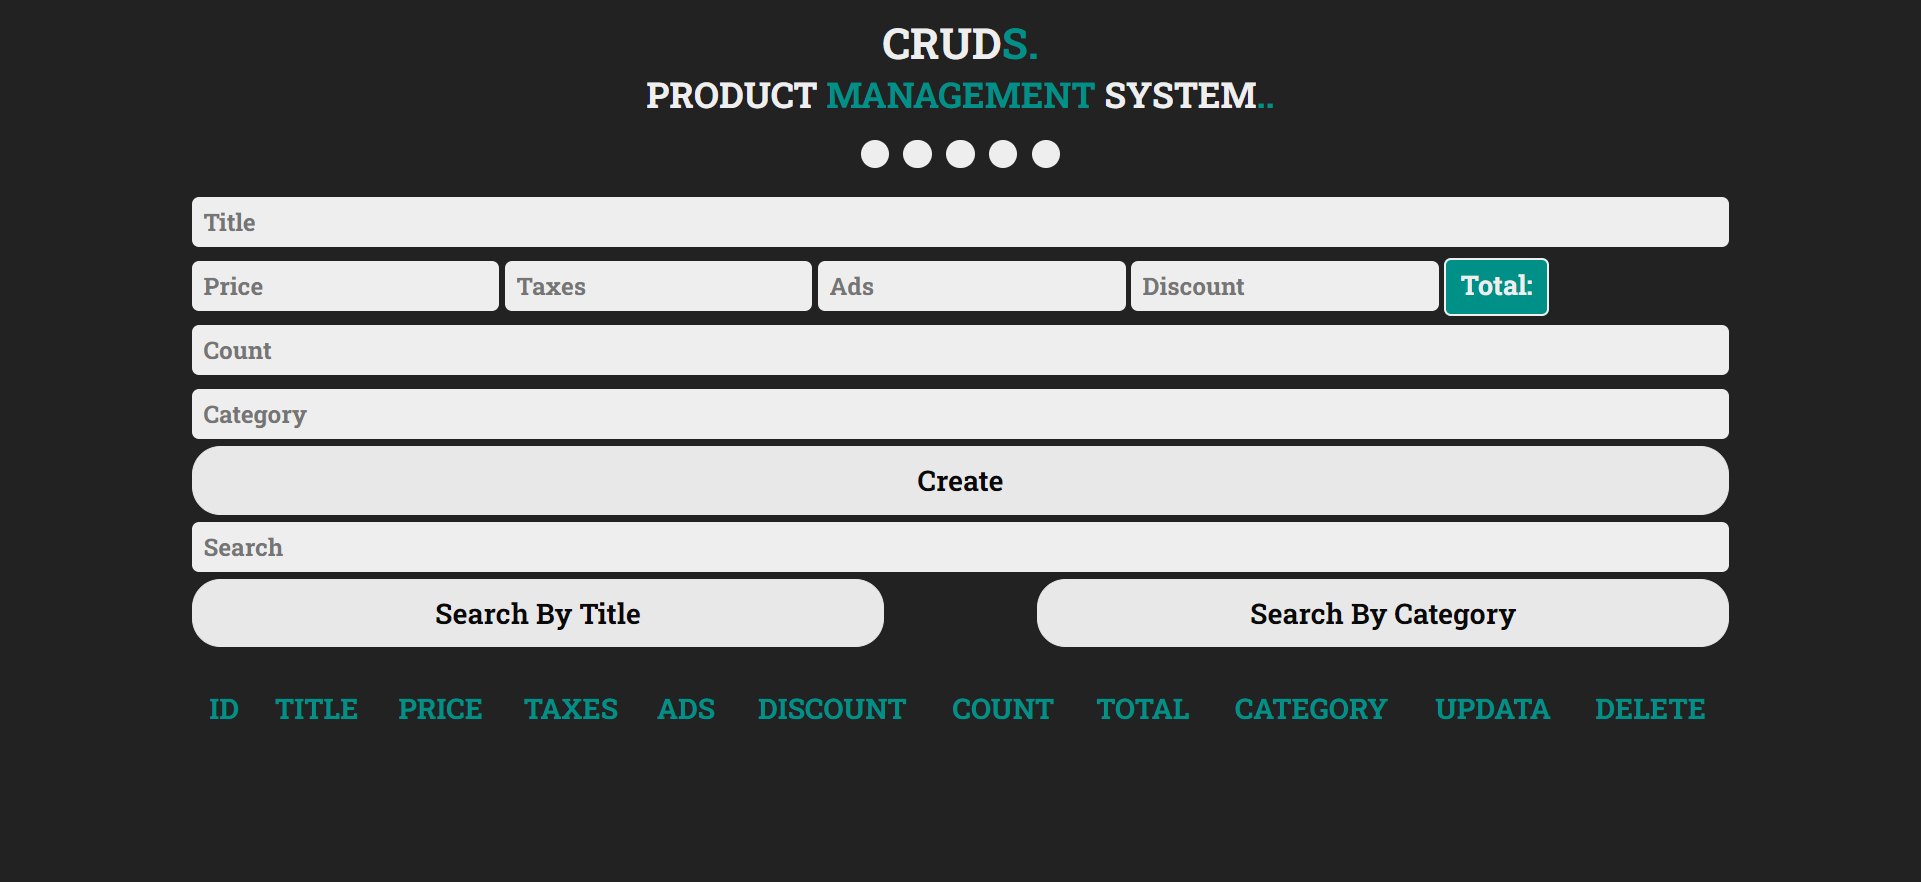 CRUDS.
PRODUCT MANAGEMENT SYSTEM..
Title
Price Taxes Ads Discount Total:
Count
Category
Create
Search
Search By Title Search By Category
ID TITLE PRICE TAXES ADS DISCOUNT COUNT TOTAL CATEGORY UPDATA DELETE